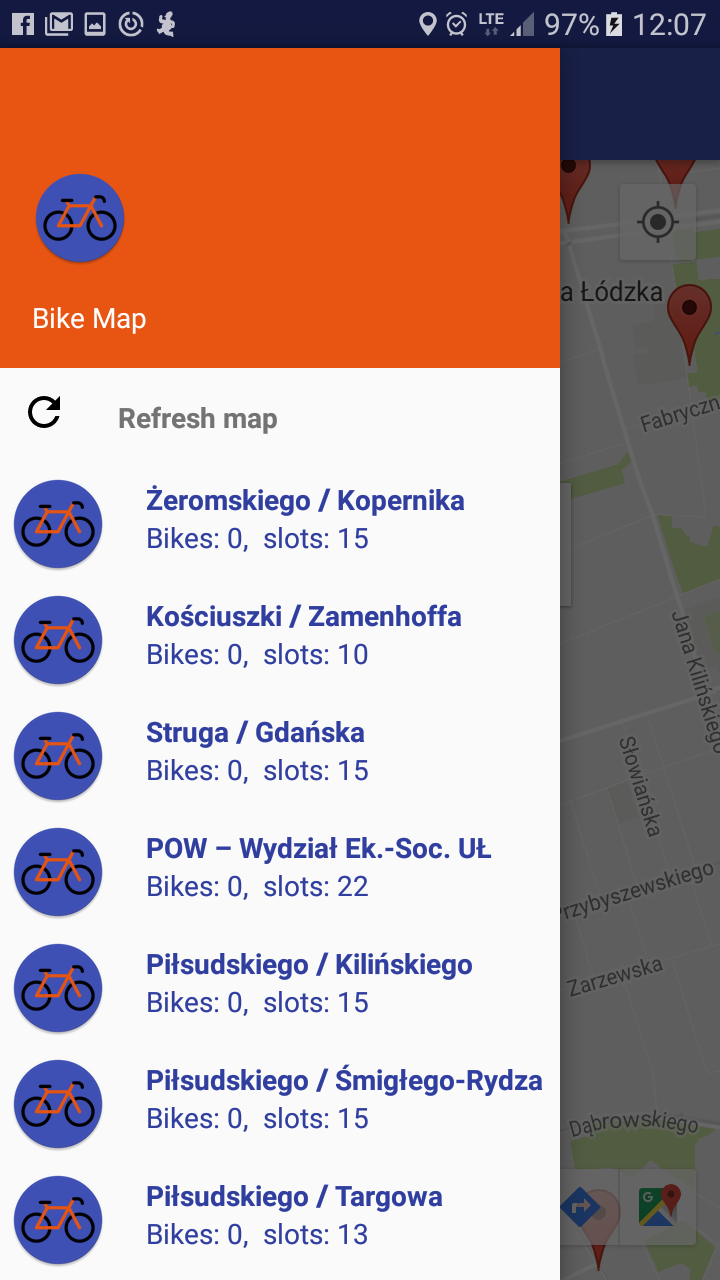 LTE 97% 12:07
Bike Map
Refresh map
Żeromskiego / Kopernika
Bikes: 0, slots: 15
Kościuszki / Zamenhoffa
Bikes: 0, slots: 10
Struga / Gdańska
Bikes: 0, slots: 15
POW – Wydział Ek.-Soc. UŁ
Bikes: 0, slots: 22
Piłsudskiego / Kilińskiego
Bikes: 0, slots: 15
Piłsudskiego / Śmigłego-Rydza
Bikes: 0, slots: 15
Piłsudskiego / Targowa
Bikes: 0, slots: 13
a Łódzka
Fabryczn
Jana Kilińskiego
Słowiańska
Przybyszewskiego
Zarzewska
Dąbrowskiego
G